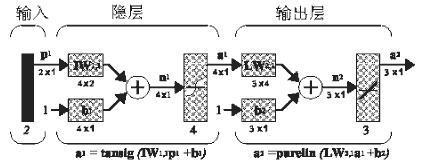 输入 隐层 输出层
p¹ a¹ a²
2 x 1 IW¹,¹ 4 x 1 LW²,¹ 3 x 1
4 x 2 n¹ 3 x 4 n²
4 x 1 3 x 1
1 b¹ 1 b²
2 4 x 1 4 3 x 1 3
a¹ = tansig (IW¹,¹p¹ +b¹) a² =purelin (LW²,¹a¹ +b²)